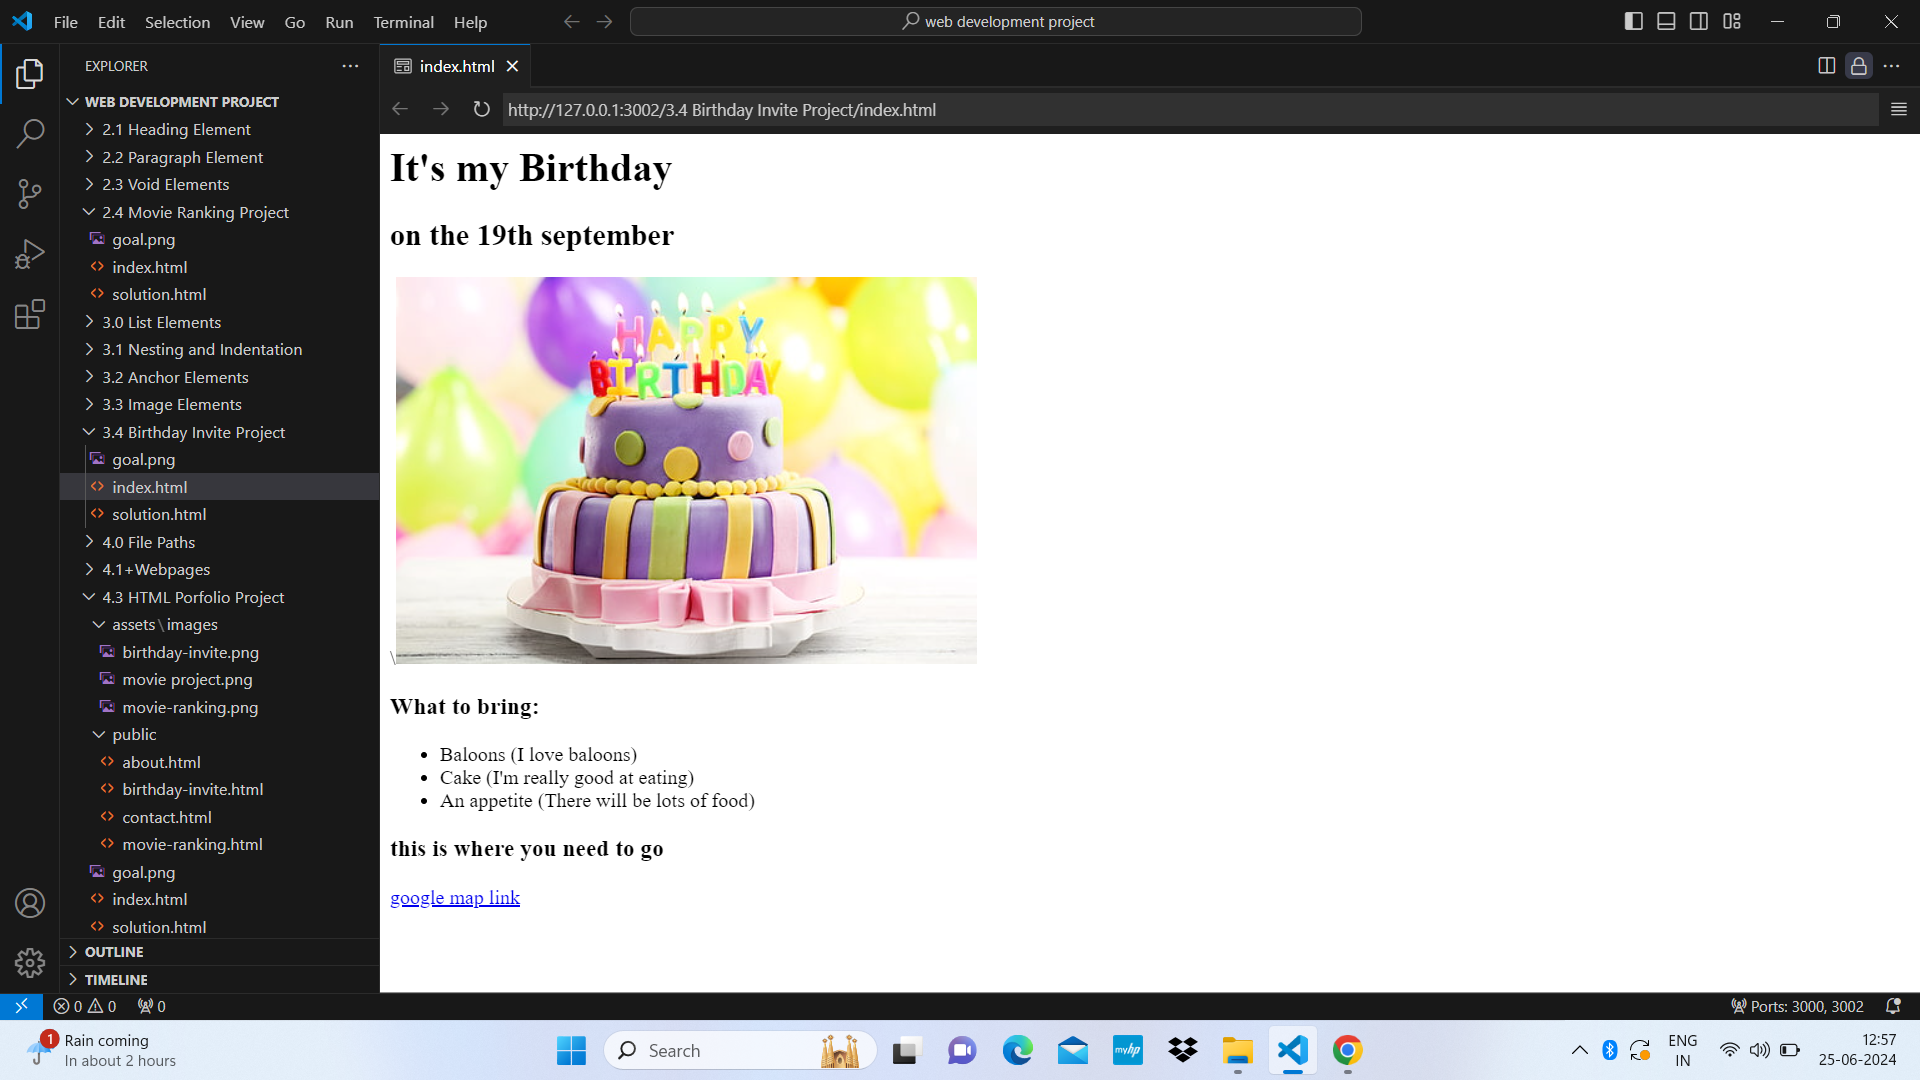 File Edit Selection View Go Run Terminal Help
web development project
EXPLORER
WEB DEVELOPMENT PROJECT
2.1 Heading Element
2.2 Paragraph Element
2.3 Void Elements
2.4 Movie Ranking Project
goal.png
index.html
solution.html
3.0 List Elements
3.1 Nesting and Indentation
3.2 Anchor Elements
3.3 Image Elements
3.4 Birthday Invite Project
goal.png
index.html
solution.html
4.0 File Paths
4.1+Webpages
4.3 HTML Porfolio Project
assets\images
birthday-invite.png
movie project.png
movie-ranking.png
public
about.html
birthday-invite.html
contact.html
movie-ranking.html
goal.png
index.html
solution.html
OUTLINE
TIMELINE
index.html
http://127.0.0.1:3002/3.4 Birthday Invite Project/index.html
It's my Birthday
on the 19th september
HAPPY
BIRTHDAY
\
What to bring:
• Baloons (I love baloons)
• Cake (I'm really good at eating)
• An appetite (There will be lots of food)
this is where you need to go
google map link
0 0 0
Ports: 3000, 3002
1
Rain coming
In about 2 hours
Search
myhp
ENG
IN
12:57
25-06-2024